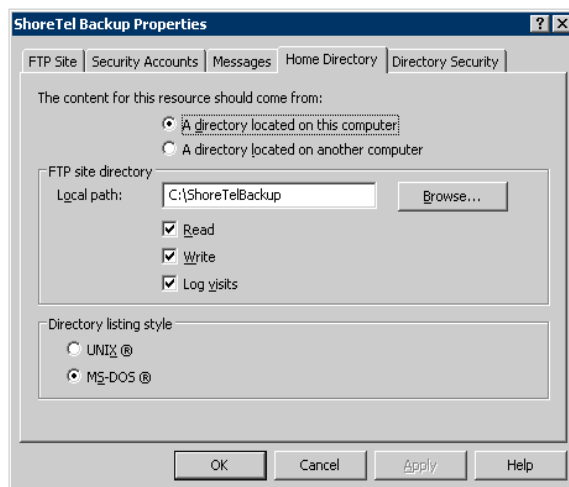 ShoreTel Backup Properties
FTP Site Security Accounts Messages Home Directory Directory Security
The content for this resource should come from:
A directory located on this computer
A directory located on another computer
FTP site directory
Local path: C:\ShoreTelBackup Browse...
Read
Write
Log visits
Directory listing style
UNIX ®
MS-DOS ®
OK Cancel Apply Help